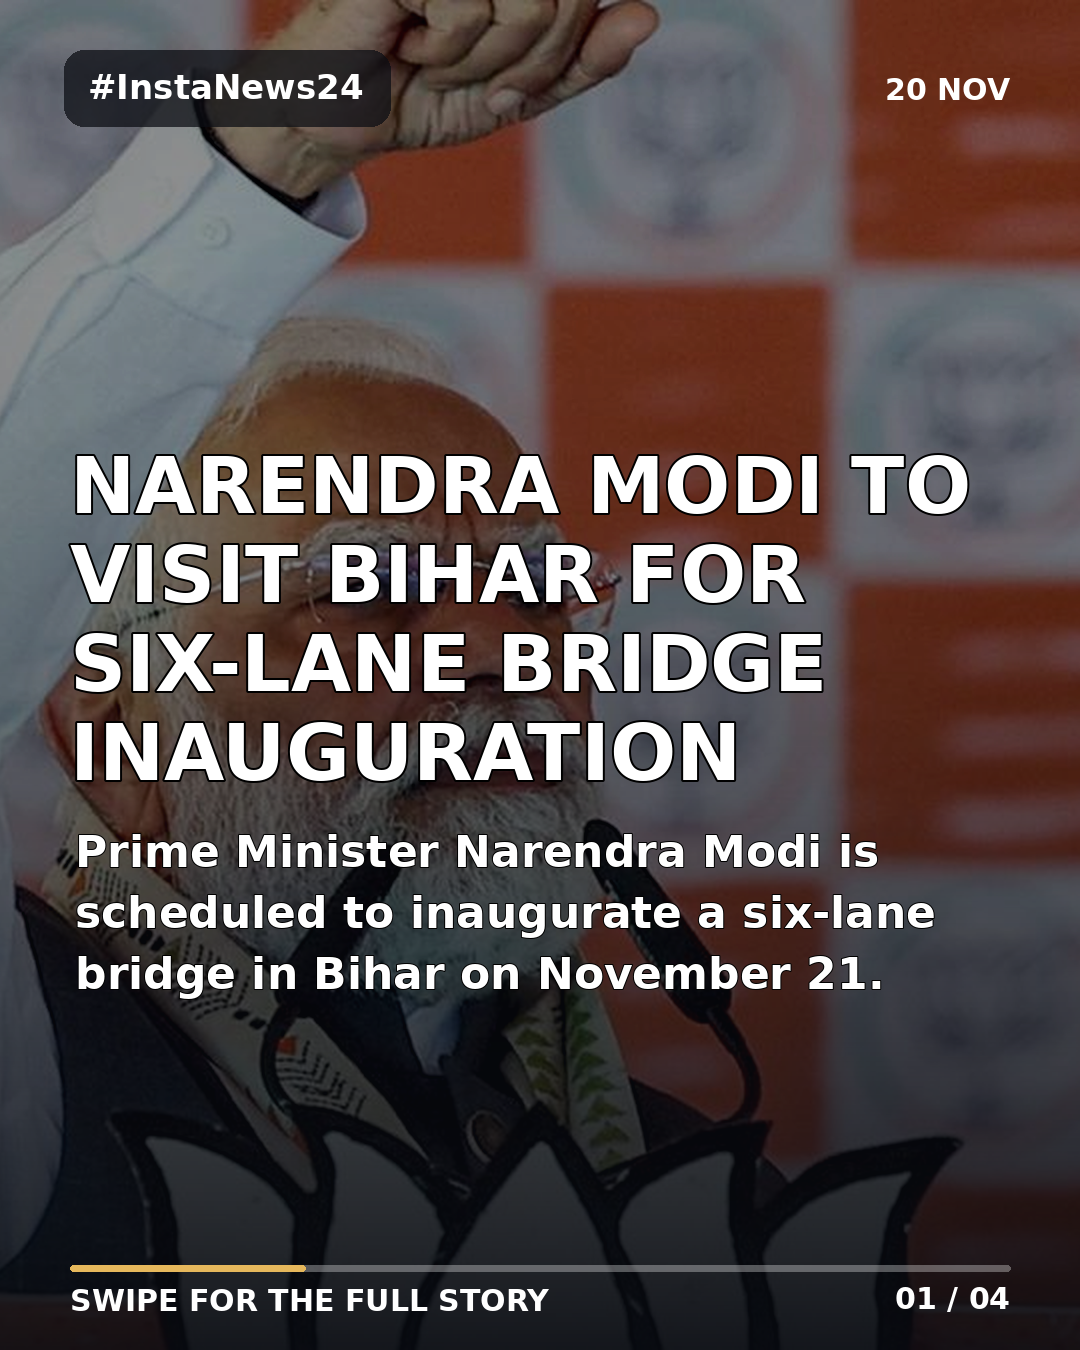 #InstaNews24
20 NOV
NARENDRA MODI TO
VISIT BIHAR FOR
SIX-LANE BRIDGE
INAUGURATION
Prime Minister Narendra Modi is
scheduled to inaugurate a six-lane
bridge in Bihar on November 21.
SWIPE FOR THE FULL STORY
01 / 04